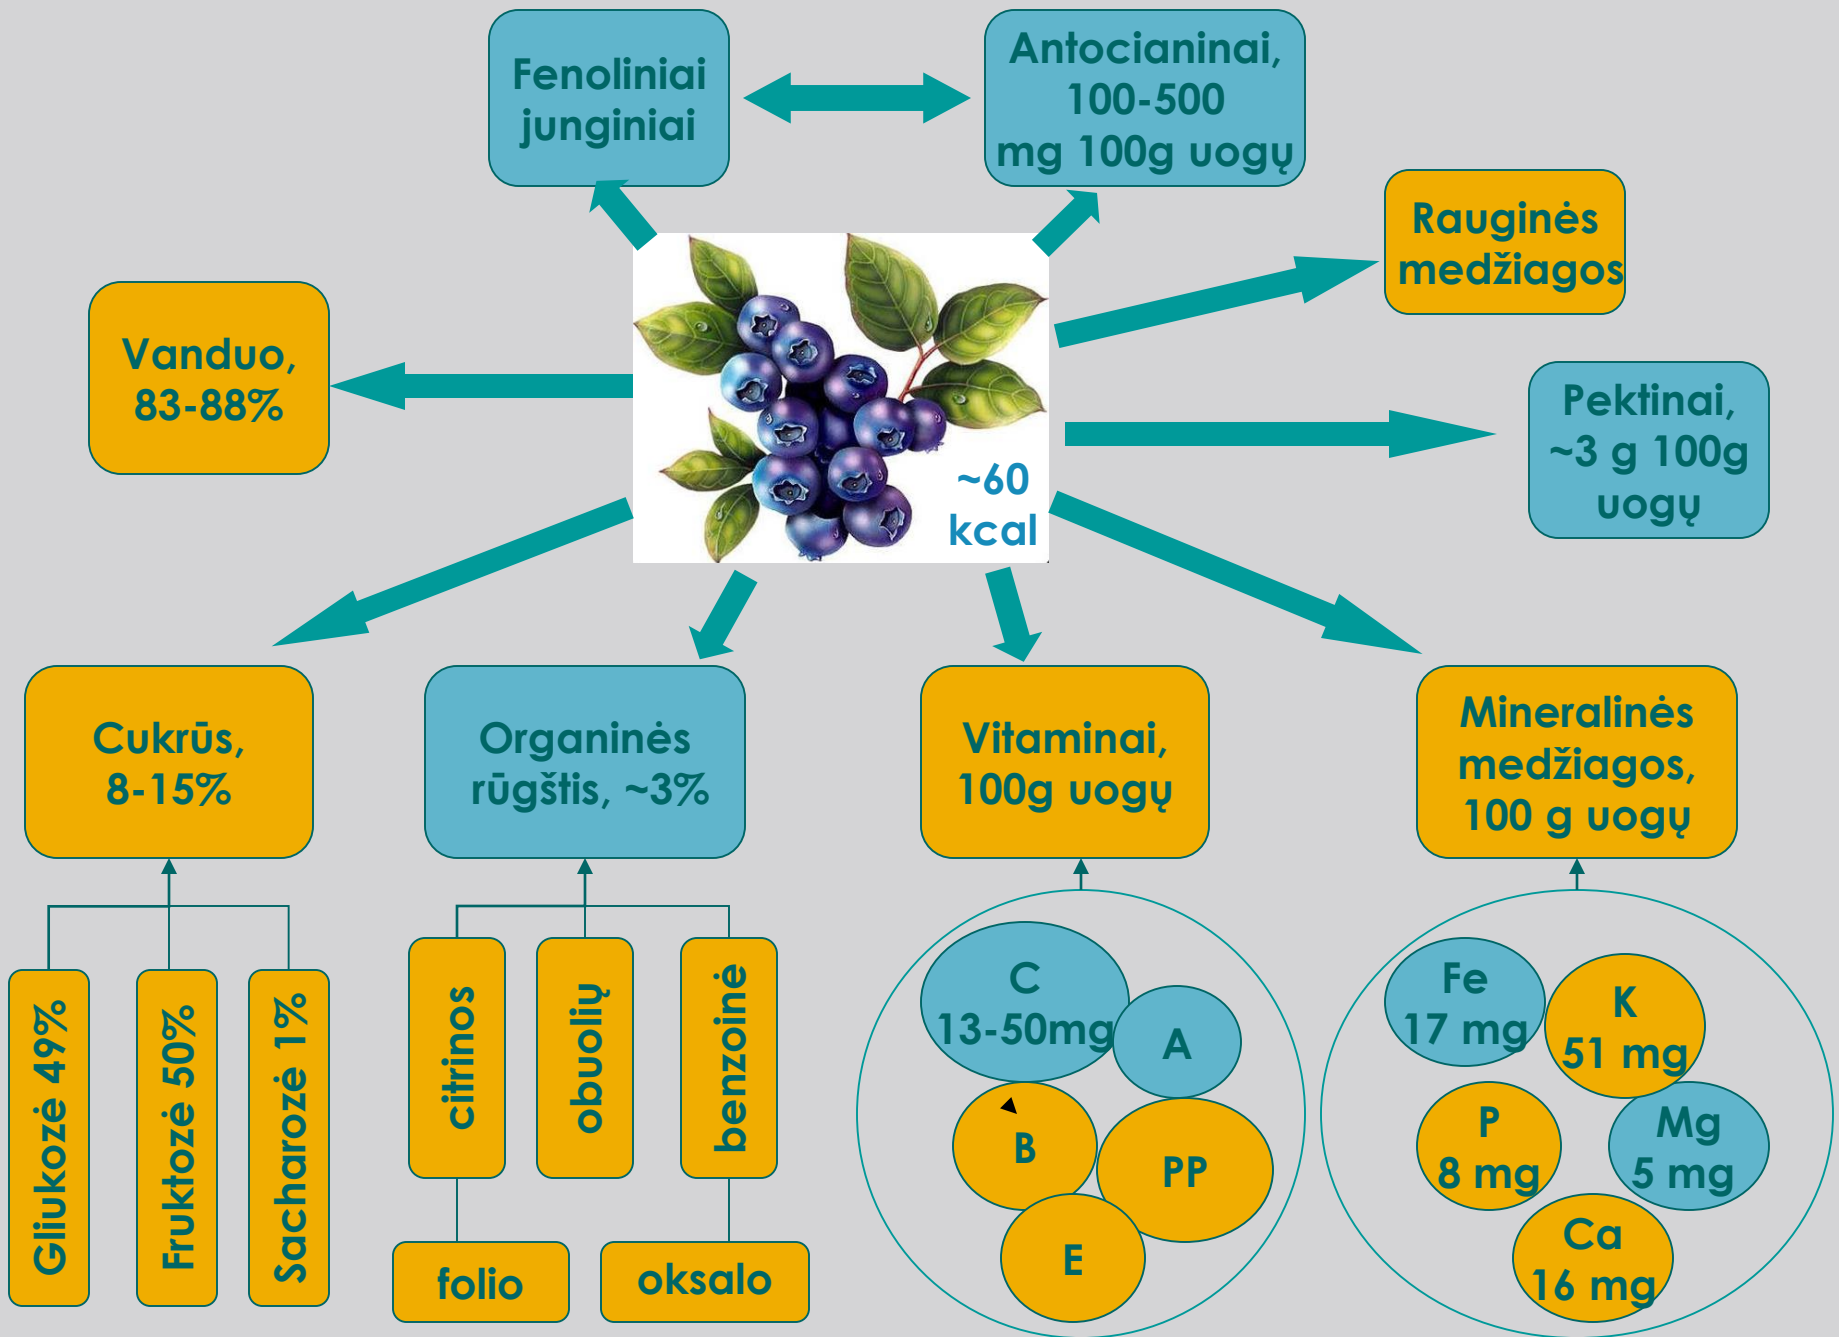 Fenoliniai
junginiai
Antocianinai,
100-500
mg 100g uogų
Rauginės
medžiagos
Vanduo,
83-88%
Pektinai,
~3 g 100g
uogų
~60
kcal
Cukrūs,
8-15%
Organinės
rūgštis, ~3%
Vitaminai,
100g uogų
Mineralinės
medžiagos,
100 g uogų
Gliukozė 49%
Fruktozė 50%
Sacharozė 1%
citrinos
obuolių
benzoinė
folio
oksalo
C
13-50mg
A
B
PP
E
Fe
17 mg
K
51 mg
P
8 mg
Mg
5 mg
Ca
16 mg